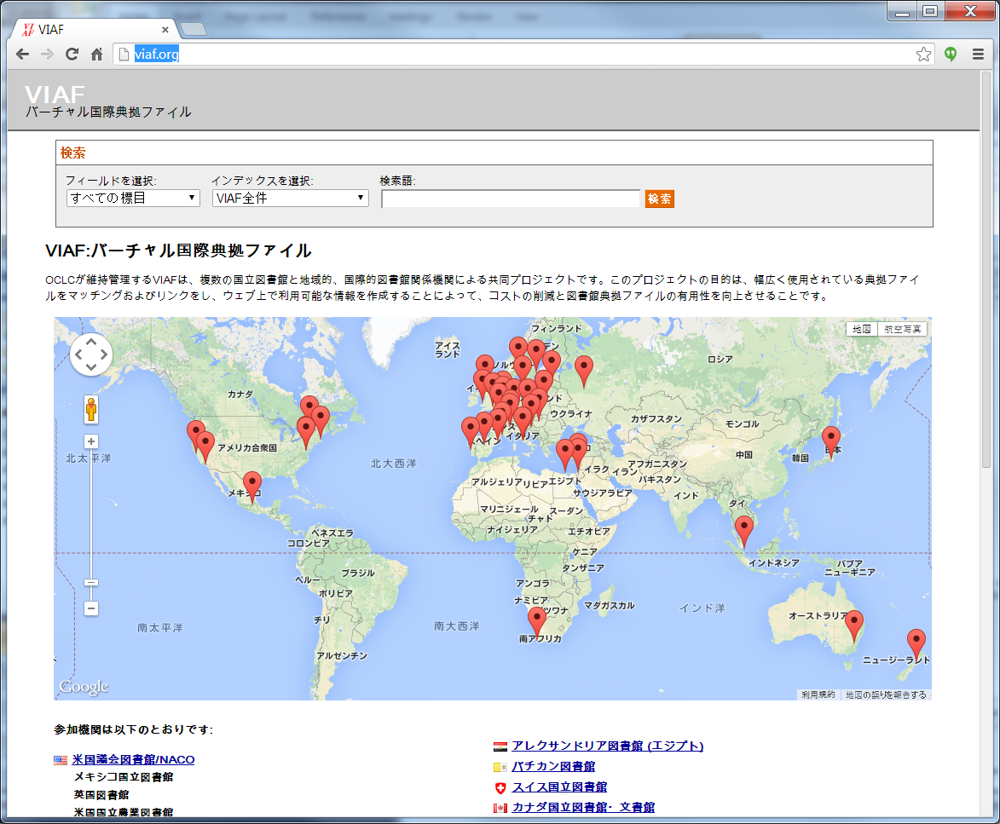 VIAF
viaf.org
VIAF
バーチャル国際典拠ファイル
検索
フィールドを選択: インデックスを選択: 検索語:
すべての標目 VIAF全件 検索
VIAF:バーチャル国際典拠ファイル
OCLCが維持管理するVIAFは、複数の国立図書館と地域的、国際的図書館関係機関による共同プロジェクトです。このプロジェクトの目的は、幅広く使用されている典拠ファイ
ルをマッチングおよびリンクをし、ウェブ上で利用可能な情報を作成することによって、コストの削減と図書館典拠ファイルの有用性を向上させることです。
地図 航空写真
フィンランド
アイス
ランド
ロシア
カナダ
ウクライナ
カザフスタン
モンゴル
アメリカ合衆国
イタリア
中国
韓国
北大西洋
アフガニスタン
イラク イラン
パキスタン
アルジェリア リビア エジプト
サウジアラビア
インド
メキシコ
マリ ニジェール
チャド
スーダン
タイ
ナイジェリア
エチオピア
ベネズエラ
コロンビア
ケニア
タンザニア
インドネシア
パプア
ニューギニア
ペルー
ブラジル
ボリビア
アンゴラ
ナミビア
マダガスカル
インド洋
オーストラリア
チリ
南太平洋
南大西洋
南アフリカ
アルゼンチン
ニュージーランド
Google
利用規約 地図の誤りを報告する
参加機関は以下のとおりです:
米国議会図書館/NACO
メキシコ国立図書館
英国図書館
米国国立農業図書館
アレクサンドリア図書館 (エジプト)
バチカン図書館
スイス国立図書館
カナダ国立図書館・文書館